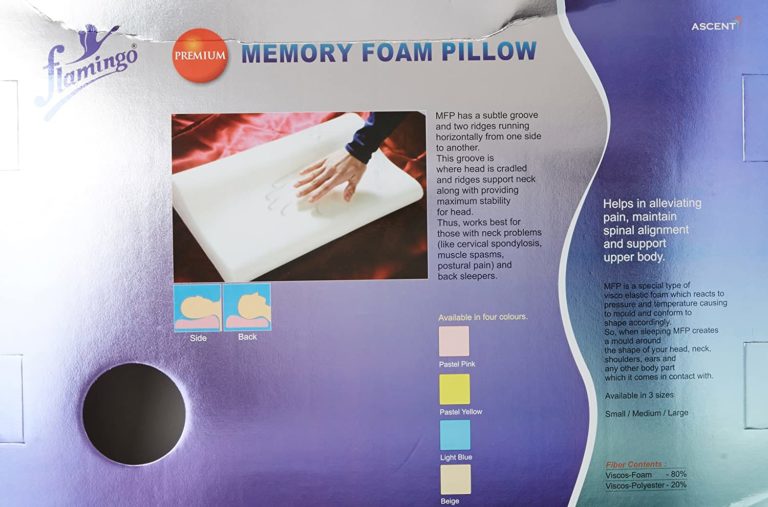 flamingo®
PREMIUM
MEMORY FOAM PILLOW
ASCENT
MFP has a subtle groove
and two ridges running
horizontally from one side
to another.
This groove is
where head is cradled
and ridges support neck
along with providing
maximum stability
for head.
Thus, works best for
those with neck problems
(like cervical spondylosis,
muscle spasms,
postural pain) and
back sleepers.
Side
Back
Available in four colours.
Pastel Pink
Pastel Yellow
Light Blue
Beige
Helps in alleviating
pain, maintain
spinal alignment
and support
upper body.
MFP is a special type of
visco elastic foam which reacts to
pressure and temperature causing
to mould and conform to
shape accordingly.
So, when sleeping MFP creates
a mould around
the shape of your head, neck,
shoulders, ears and
any other body part
which it comes in contact with.
Available in 3 sizes
Small / Medium / Large
Fiber Contents :
Viscos-Foam - 80%
Viscos-Polyester - 20%